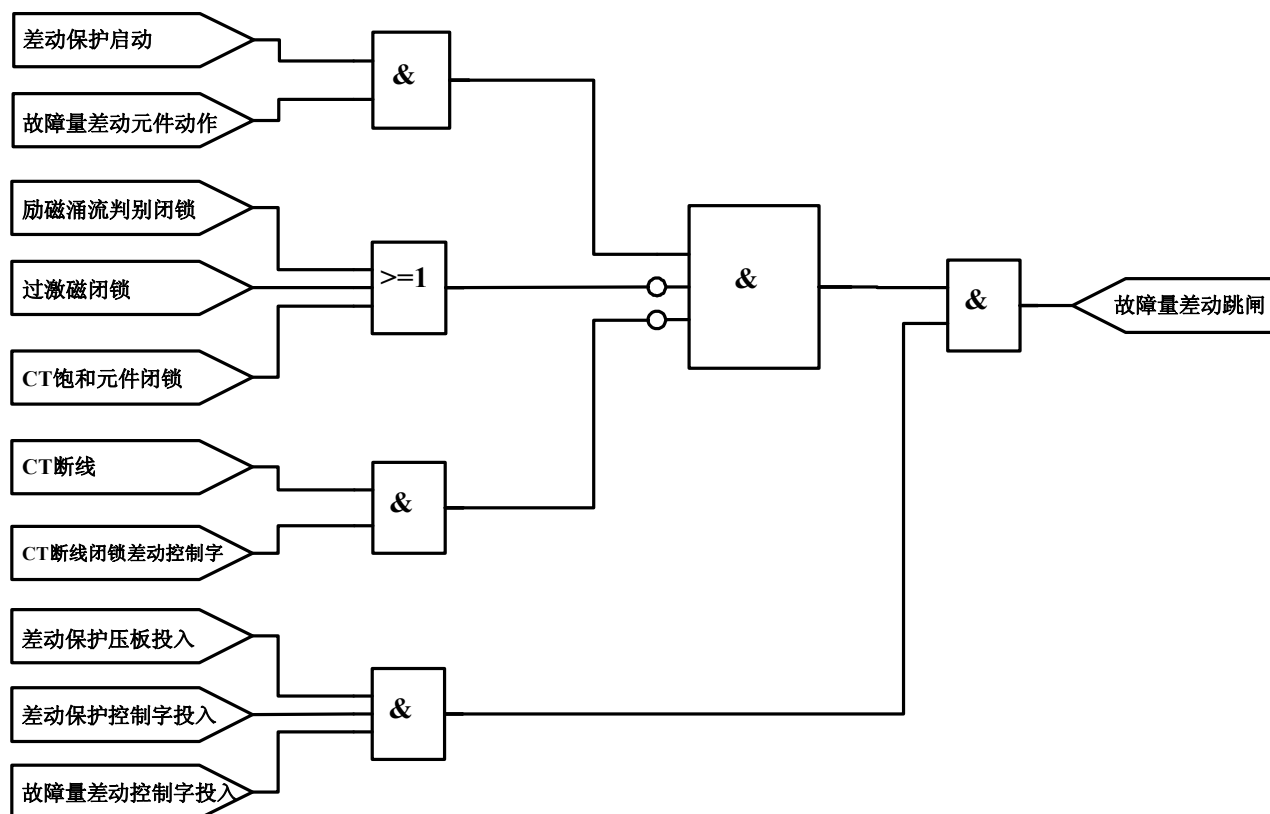 差动保护启动
&
故障量差动元件动作
励磁涌流判别闭锁
>=1
过激磁闭锁
&
&
故障量差动跳闸
CT饱和元件闭锁
CT断线
&
CT断线闭锁差动控制字
差动保护压板投入
差动保护控制字投入
&
故障量差动控制字投入